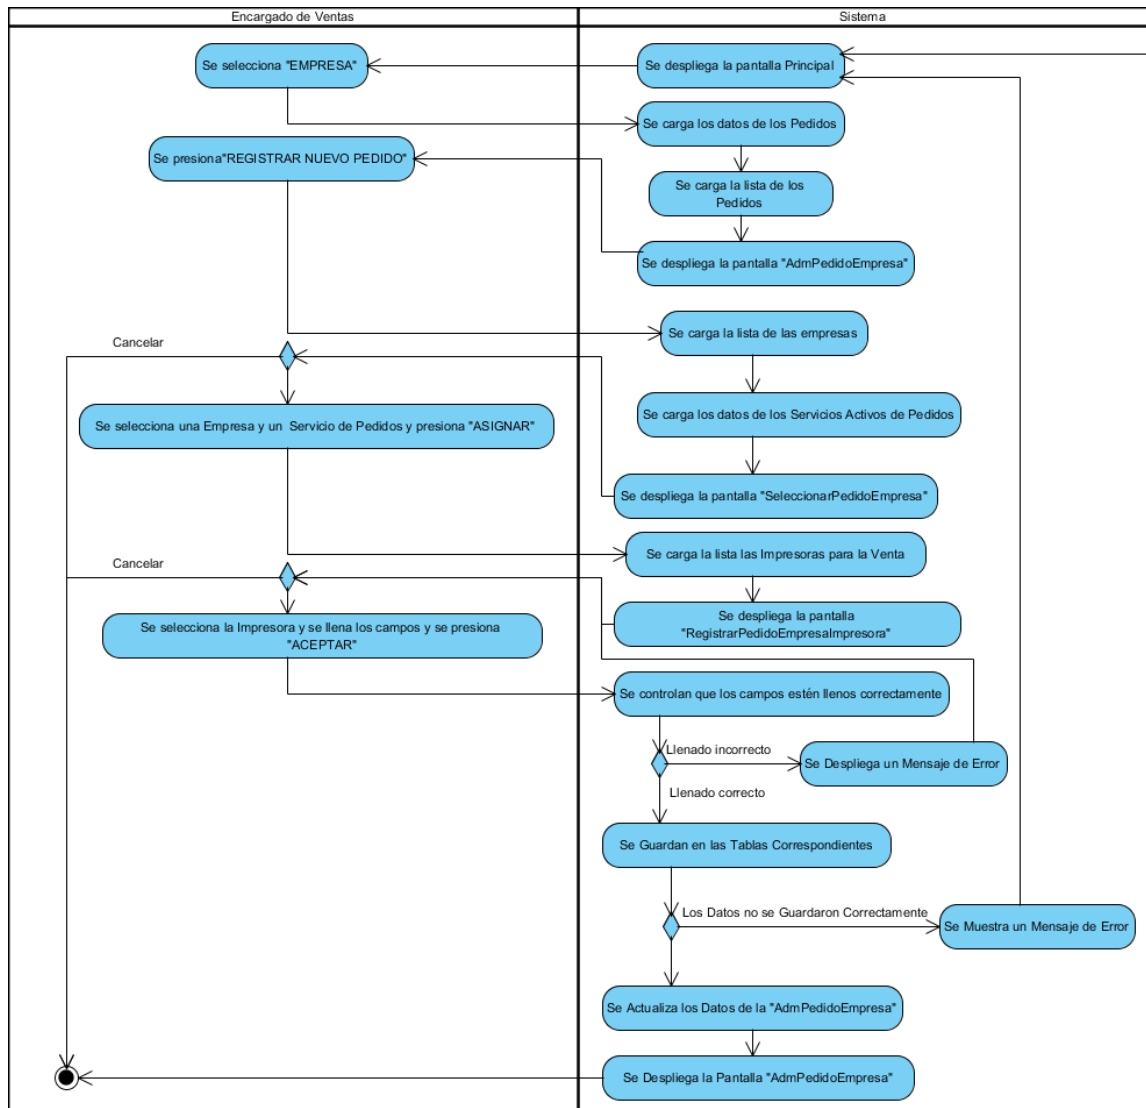 Encargado de Ventas
Sistema
Se selecciona "EMPRESA"
Se despliega la pantalla Principal
Se carga los datos de los Pedidos
Se presiona"REGISTRAR NUEVO PEDIDO"
Se carga la lista de los
Pedidos
Se despliega la pantalla "AdmPedidoEmpresa"
Se carga la lista de las empresas
Cancelar
Se carga los datos de los Servicios Activos de Pedidos
Se selecciona una Empresa y un Servicio de Pedidos y presiona "ASIGNAR"
Se despliega la pantalla "SeleccionarPedidoEmpresa"
Se carga la lista las Impresoras para la Venta
Cancelar
Se despliega la pantalla
"RegistrarPedidoEmpresaImpresora"
Se selecciona la Impresora y se llena los campos y se presiona
"ACEPTAR"
Se controlan que los campos estén llenos correctamente
Llenado incorrecto
Se Despliega un Mensaje de Error
Llenado correcto
Se Guardan en las Tablas Correspondientes
Los Datos no se Guardaron Correctamente
Se Muestra un Mensaje de Error
Se Actualiza los Datos de la "AdmPedidoEmpresa"
Se Despliega la Pantalla "AdmPedidoEmpresa"